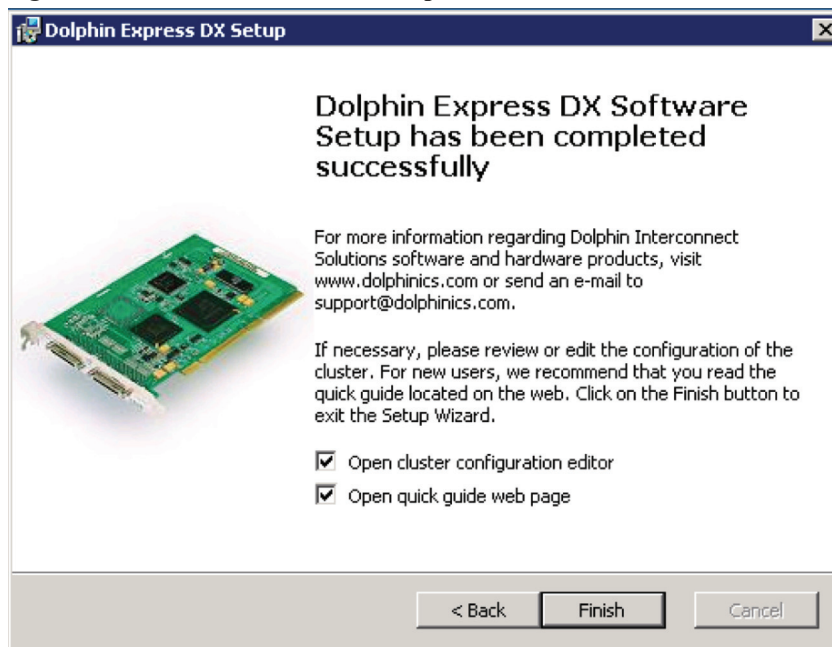 Dolphin Express DX Setup
Dolphin Express DX Software
Setup has been completed
successfully
For more information regarding Dolphin Interconnect
Solutions software and hardware products, visit
www.dolphinics.com or send an e-mail to
support@dolphinics.com.
If necessary, please review or edit the configuration of the
cluster. For new users, we recommend that you read the
quick guide located on the web. Click on the Finish button to
exit the Setup Wizard.
Open cluster configuration editor
Open quick guide web page
< Back
Finish
Cancel